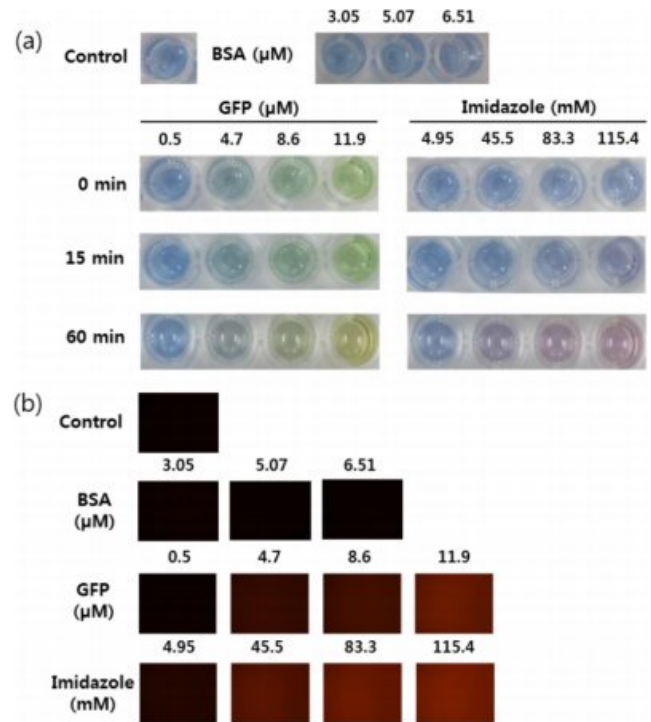 (a)
3.05 5.07 6.51
Control BSA (μM)
GFP (μM) Imidazole (mM)
0.5 4.7 8.6 11.9 4.95 45.5 83.3 115.4
0 min
15 min
60 min
(b)
Control
3.05 5.07 6.51
BSA
(μM)
0.5 4.7 8.6 11.9
GFP
(μM)
4.95 45.5 83.3 115.4
Imidazole
(mM)